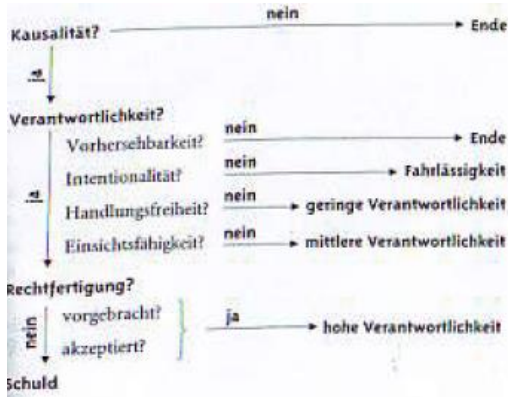 nein
Kausalität? Ende
ja
Verantwortlichkeit?
nein
Vorhersehbarkeit? Ende
nein
Intentionalität? Fahrlässigkeit
ja
nein
Handlungsfreiheit? geringe Verantwortlichkeit
nein
Einsichtsfähigkeit? mittlere Verantwortlichkeit
Rechtfertigung?
vorgebracht? ja
nein hohe Verantwortlichkeit
akzeptiert?
Schuld